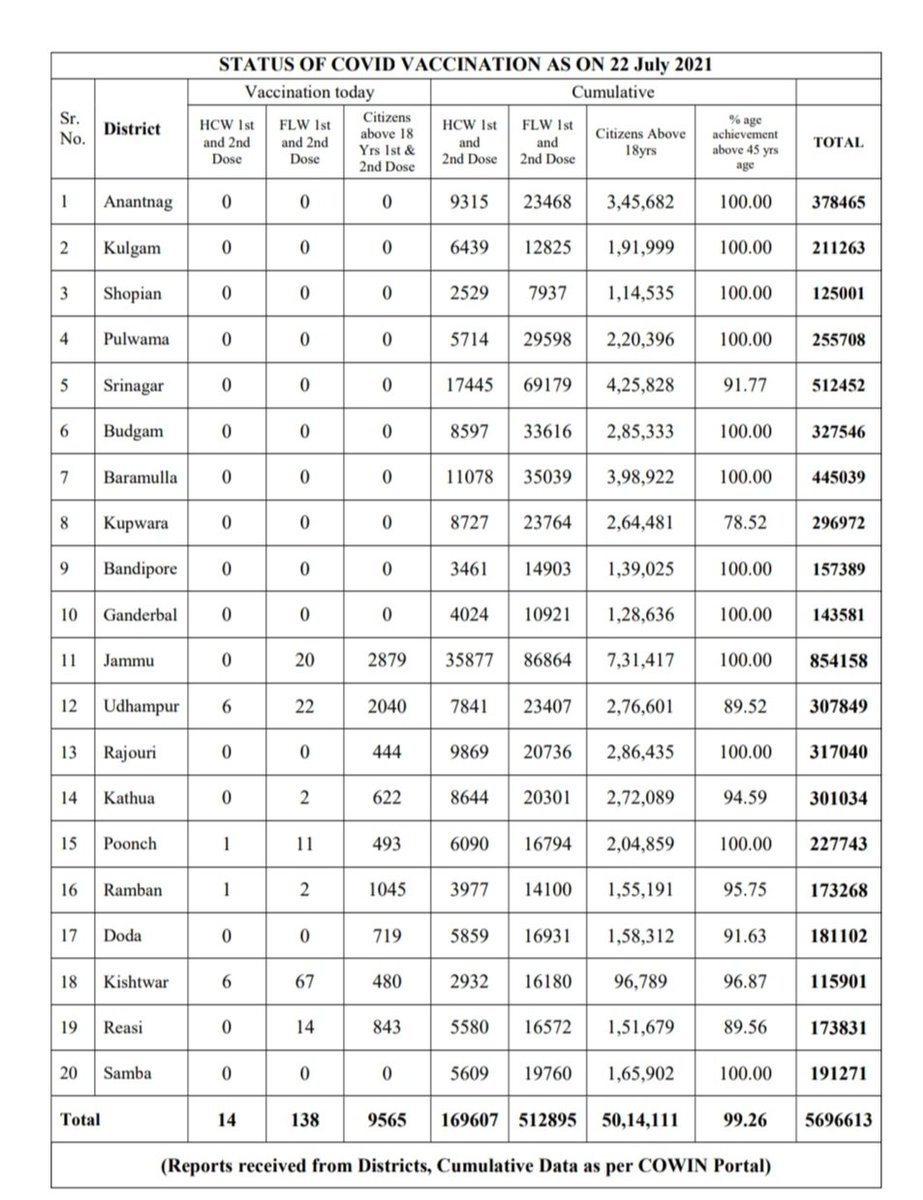 STATUS OF COVID VACCINATION AS ON 22 July 2021
Vaccination today Cumulative
Sr. No. District HCW 1st and 2nd Dose FLW 1st and 2nd Dose Citizens above 18 Yrs 1st & 2nd Dose HCW 1st and 2nd Dose FLW 1st and 2nd Dose Citizens Above 18yrs % age achievement above 45 yrs age TOTAL
1 Anantnag 0 0 0 9315 23468 3,45,682 100.00 378465
2 Kulgam 0 0 0 6439 12825 1,91,999 100.00 211263
3 Shopian 0 0 0 2529 7937 1,14,535 100.00 125001
4 Pulwama 0 0 0 5714 29598 2,20,396 100.00 255708
5 Srinagar 0 0 0 17445 69179 4,25,828 91.77 512452
6 Budgam 0 0 0 8597 33616 2,85,333 100.00 327546
7 Baramulla 0 0 0 11078 35039 3,98,922 100.00 445039
8 Kupwara 0 0 0 8727 23764 2,64,481 78.52 296972
9 Bandipore 0 0 0 3461 14903 1,39,025 100.00 157389
10 Ganderbal 0 0 0 4024 10921 1,28,636 100.00 143581
11 Jammu 0 20 2879 35877 86864 7,31,417 100.00 854158
12 Udhampur 6 22 2040 7841 23407 2,76,601 89.52 307849
13 Rajouri 0 0 444 9869 20736 2,86,435 100.00 317040
14 Kathua 0 2 622 8644 20301 2,72,089 94.59 301034
15 Poonch 1 11 493 6090 16794 2,04,859 100.00 227743
16 Ramban 1 2 1045 3977 14100 1,55,191 95.75 173268
17 Doda 0 0 719 5859 16931 1,58,312 91.63 181102
18 Kishtwar 6 67 480 2932 16180 96,789 96.87 115901
19 Reasi 0 14 843 5580 16572 1,51,679 89.56 173831
20 Samba 0 0 0 5609 19760 1,65,902 100.00 191271
Total 14 138 9565 169607 512895 50,14,111 99.26 5696613
(Reports received from Districts, Cumulative Data as per COWIN Portal)